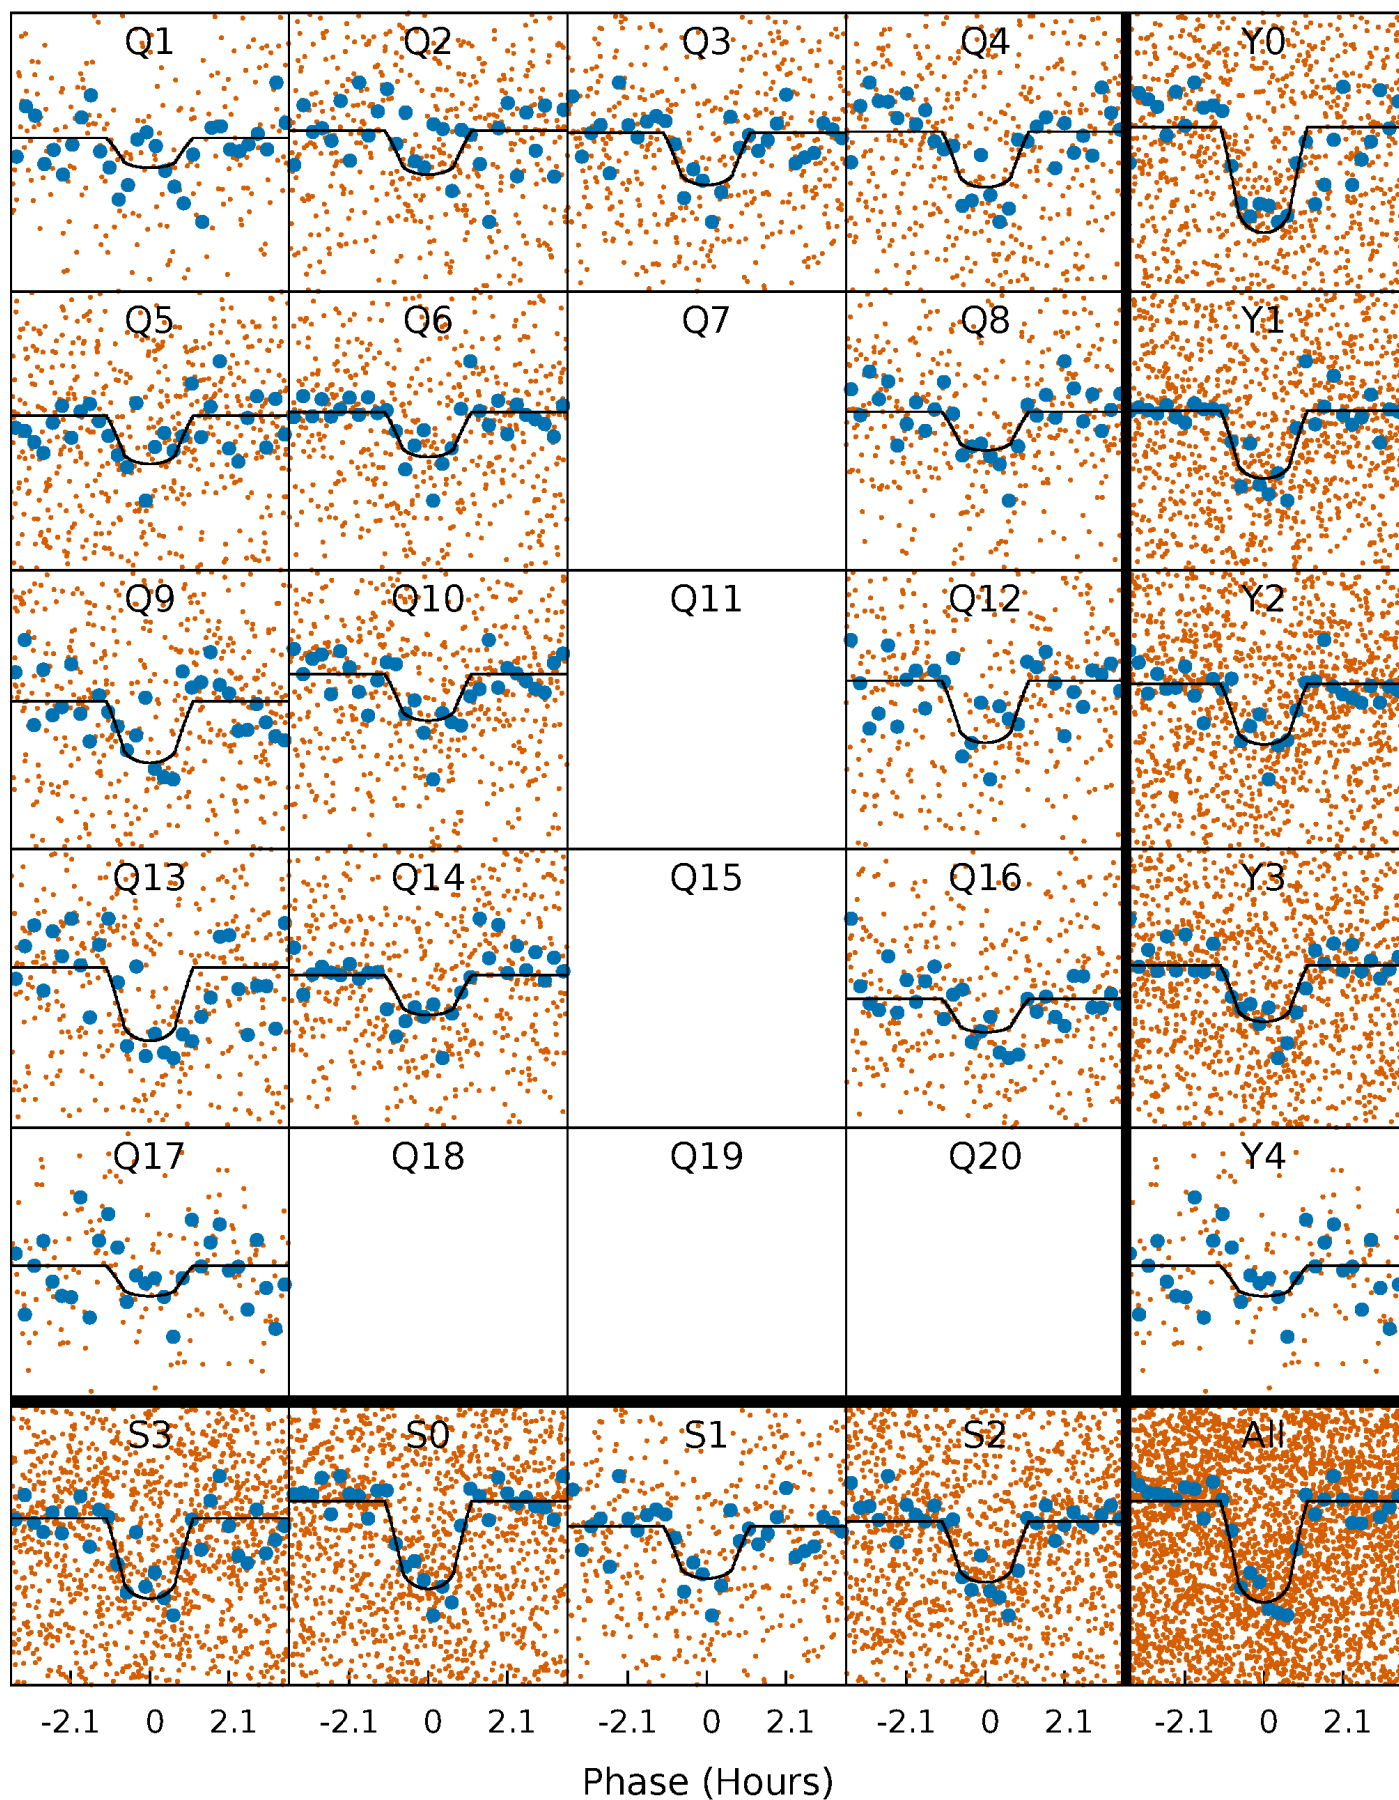 Q1 Q2 Q3 Q4 Y0
Q5 Q6 Q7 Q8 Y1
Q9 Q10 Q11 Q12 Y2
Q13 Q14 Q15 Q16 Y3
Q17 Q18 Q19 Q20 Y4
S3 S0 S1 S2 All
-2.1 0 2.1 -2.1 0 2.1 -2.1 0 2.1 -2.1 0 2.1 -2.1 0 2.1
Phase (Hours)